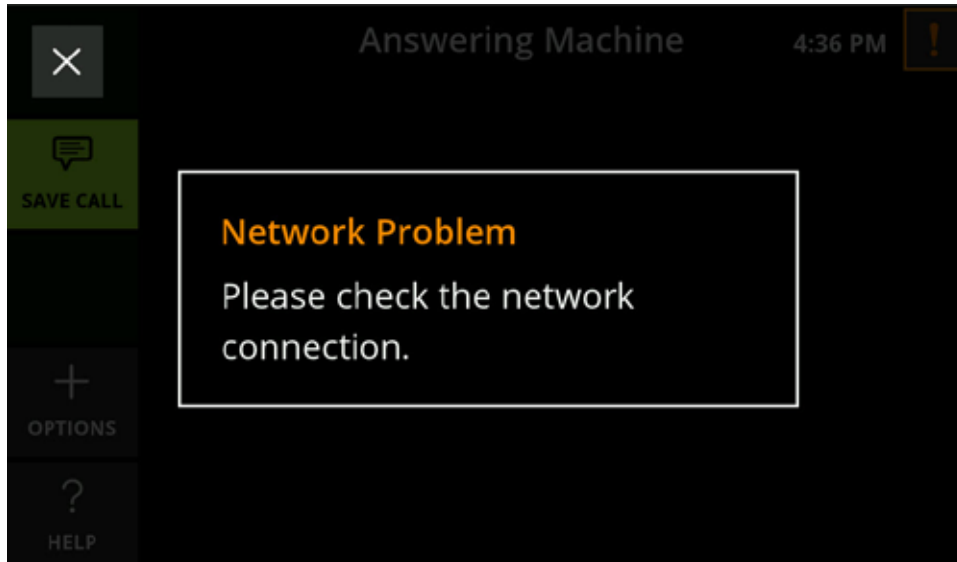 Answering Machine
4:36 PM
!
SAVE CALL
Network Problem
Please check the network
connection.
OPTIONS
?
HELP